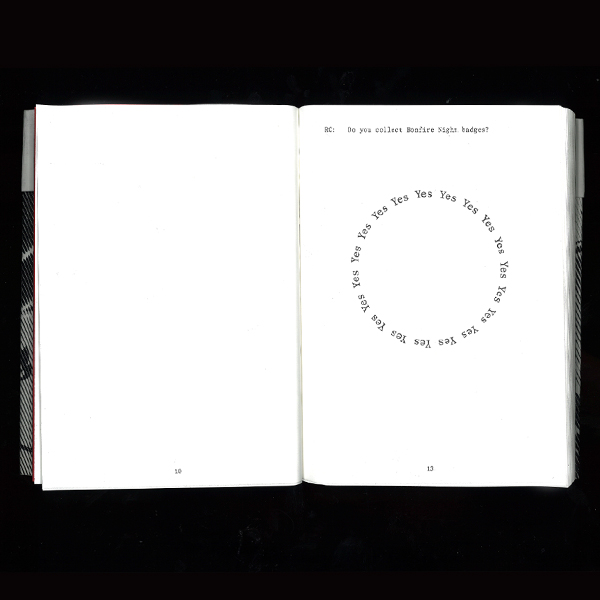 10
RC: Do you collect Bonfire Night badges?
Yes Yes Yes Yes Yes Yes Yes Yes Yes Yes Yes Yes Yes Yes Yes Yes Yes Yes Yes
13